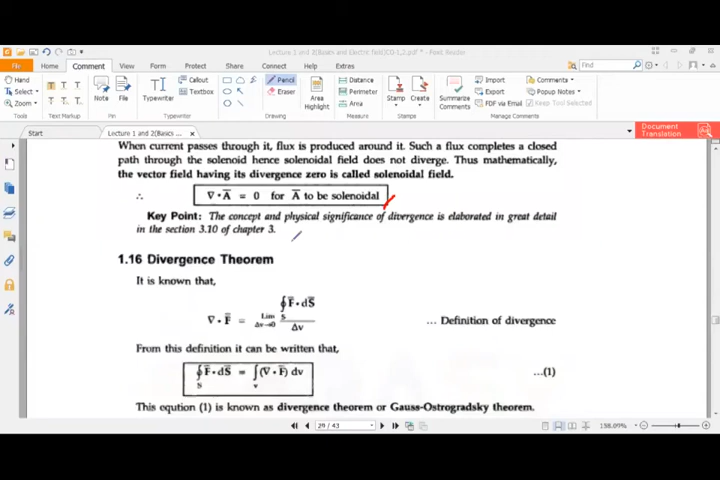 Lecture 1 and 2(Basics and Electric field)CO-1,2.pdf * - Foxit Reader
File Home Comment View Form Protect Share Connect Help Extras
Find
Hand
Select
Zoom
Tools
Text Markup
Note
File
Pin
Typewriter
Callout
Textbox
Typewriter
Drawing
Pencil
Eraser
Area Highlight
Distance
Perimeter
Area
Measure
Stamp
Create
Stamps
Summarize Comments
Import
Export
FDF via Email
Comments
Popup Notes
Keep Tool Selected
Manage Comments
Start
Lecture 1 and 2(Basics ...
Document Translation
When current passes through it, flux is produced around it. Such a flux completes a closed
path through the solenoid hence solenoidal field does not diverge. Thus mathematically,
the vector field having its divergence zero is called solenoidal field.
∴ ∇ • A̅ = 0 for A̅ to be solenoidal
Key Point: The concept and physical significance of divergence is elaborated in great detail
in the section 3.10 of chapter 3.
1.16 Divergence Theorem
It is known that,
∇ • F̅ = Lim Δv→0 ∮S F̅ • dS̅ / Δv ... Definition of divergence
From this definition it can be written that,
∮S F̅ • dS̅ = ∫v (∇ • F̅) dv ...(1)
This eqution (1) is known as divergence theorem or Gauss-Ostrogradsky theorem.
29 / 43
158.09%